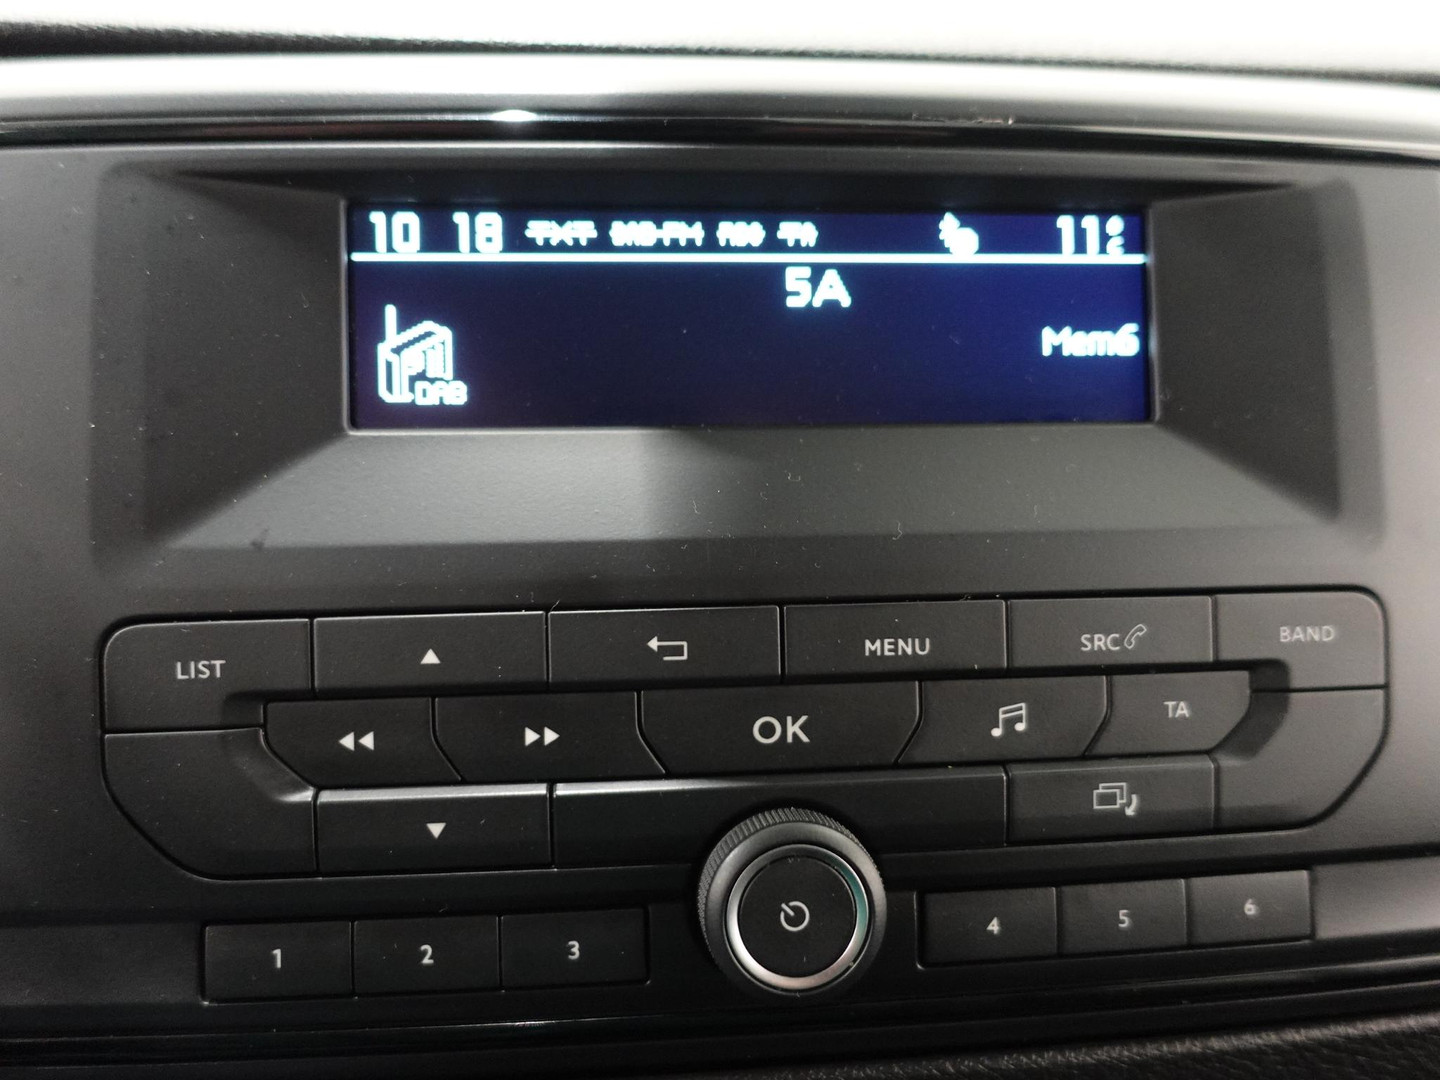 10 18 TXT DAB-FM RDS TA 11°C
5A
Mem6
DAB
LIST MENU SRC BAND
OK TA
1 2 3 4 5 6